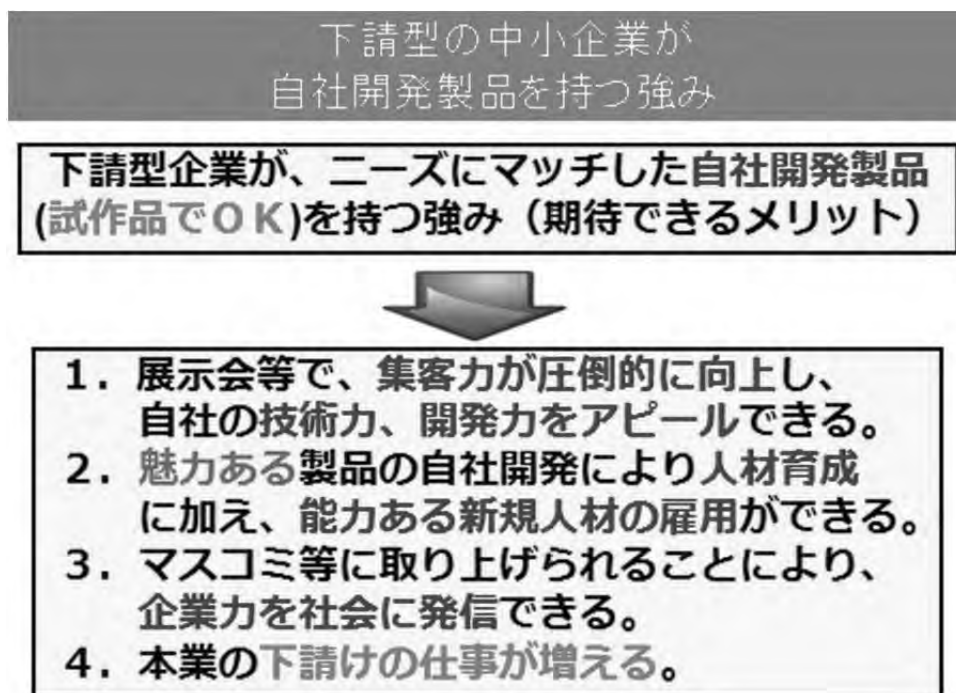 下請型の中小企業が
自社開発製品を持つ強み
下請型企業が、ニーズにマッチした自社開発製品
(試作品でＯＫ)を持つ強み（期待できるメリット）
１．展示会等で、集客力が圧倒的に向上し、
自社の技術力、開発力をアピールできる。
２．魅力ある製品の自社開発により人材育成
に加え、能力ある新規人材の雇用ができる。
３．マスコミ等に取り上げられることにより、
企業力を社会に発信できる。
４．本業の下請けの仕事が増える。